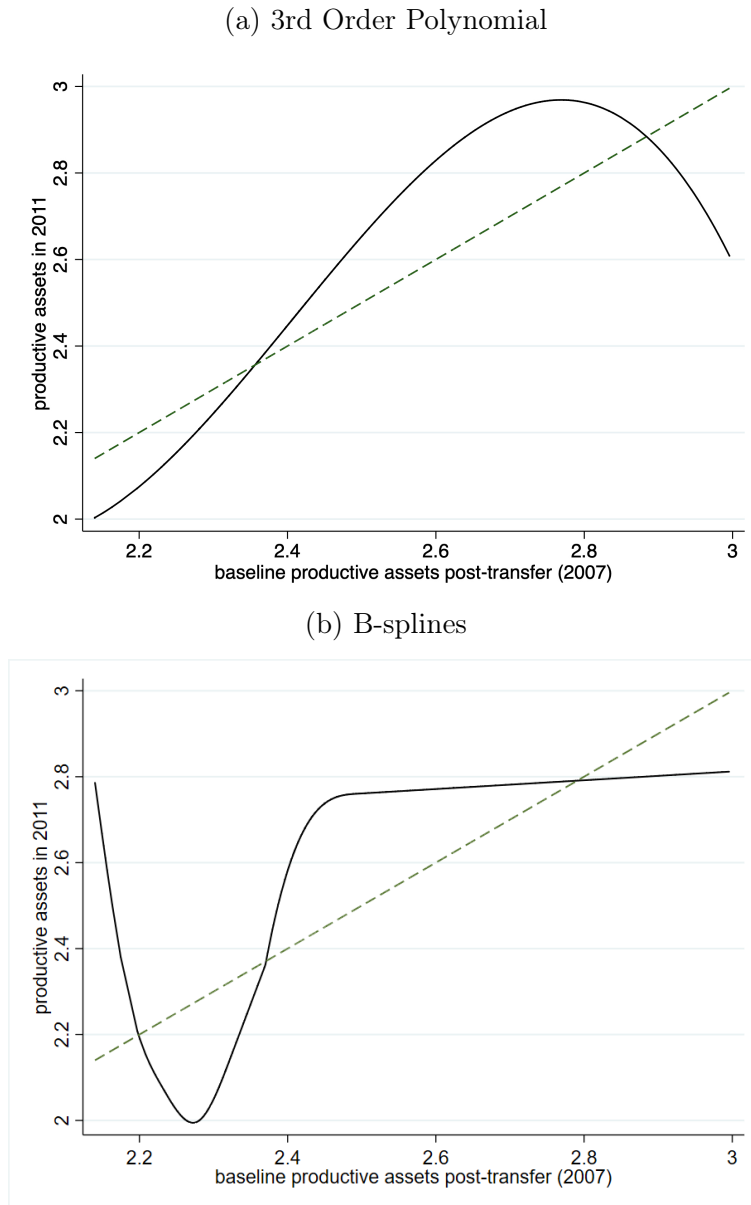 (a) 3rd Order Polynomial
3
2.8
2.6
2.4
2.2
2
productive assets in 2011
2.2 2.4 2.6 2.8 3
baseline productive assets post-transfer (2007)
(b) B-splines
3
2.8
2.6
2.4
2.2
2
productive assets in 2011
2.2 2.4 2.6 2.8 3
baseline productive assets post-transfer (2007)